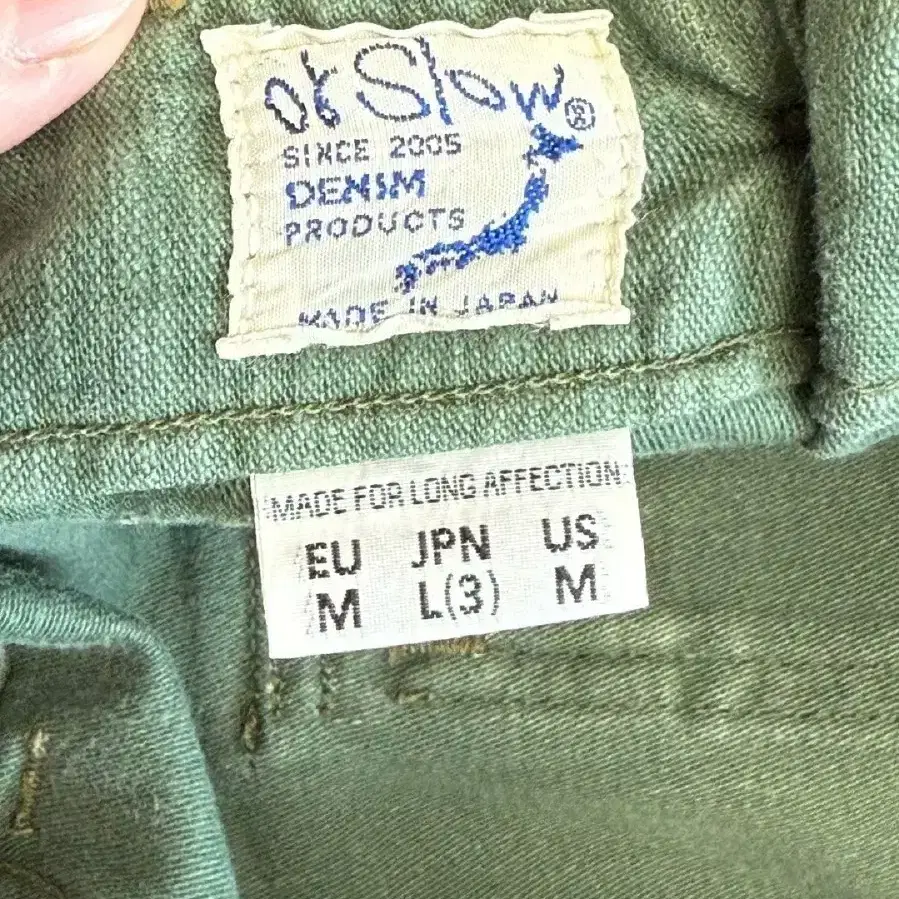 orSlow®
SINCE 2005
DENIM
PRODUCTS
MADE IN JAPAN
MADE FOR LONG AFFECTION
EU JPN US
M L(3) M